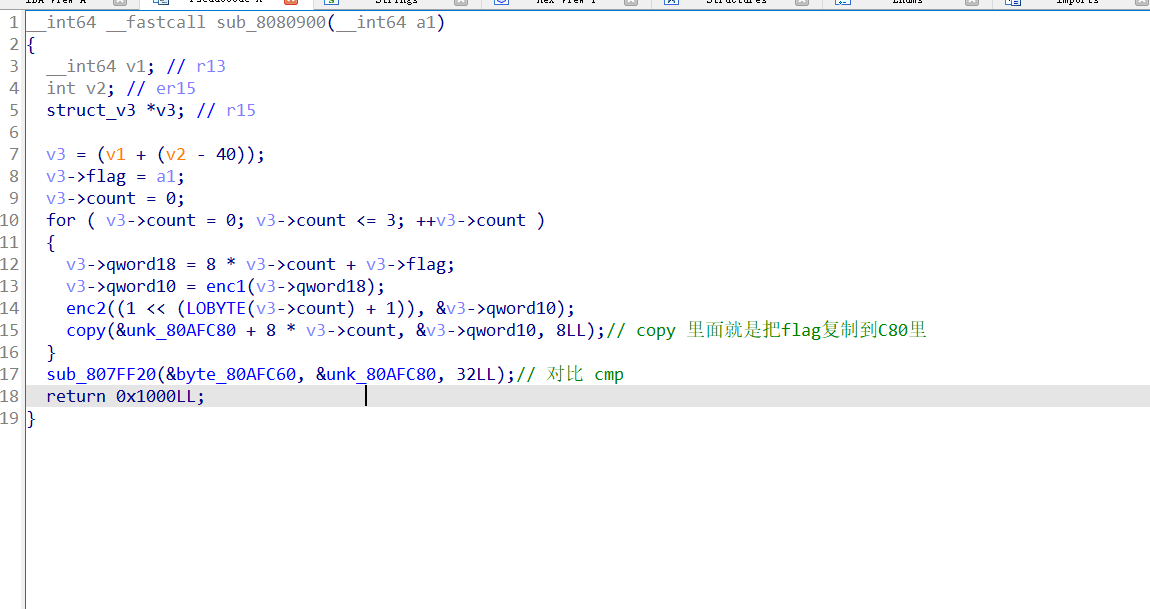 IDA View-A Pseudocode-A Strings Hex View-1 Structures Enums Imports
1 __int64 __fastcall sub_8080900(__int64 a1)
2 {
3 __int64 v1; // r13
4 int v2; // er15
5 struct_v3 *v3; // r15
6
7 v3 = (v1 + (v2 - 40));
8 v3->flag = a1;
9 v3->count = 0;
10 for ( v3->count = 0; v3->count <= 3; ++v3->count )
11 {
12 v3->qword18 = 8 * v3->count + v3->flag;
13 v3->qword10 = enc1(v3->qword18);
14 enc2((1 << (LOBYTE(v3->count) + 1)), &v3->qword10);
15 copy(&unk_80AFC80 + 8 * v3->count, &v3->qword10, 8LL);// copy 里面就是把flag复制到C80里
16 }
17 sub_807FF20(&byte_80AFC60, &unk_80AFC80, 32LL);// 对比 cmp
18 return 0x1000LL;
19 }